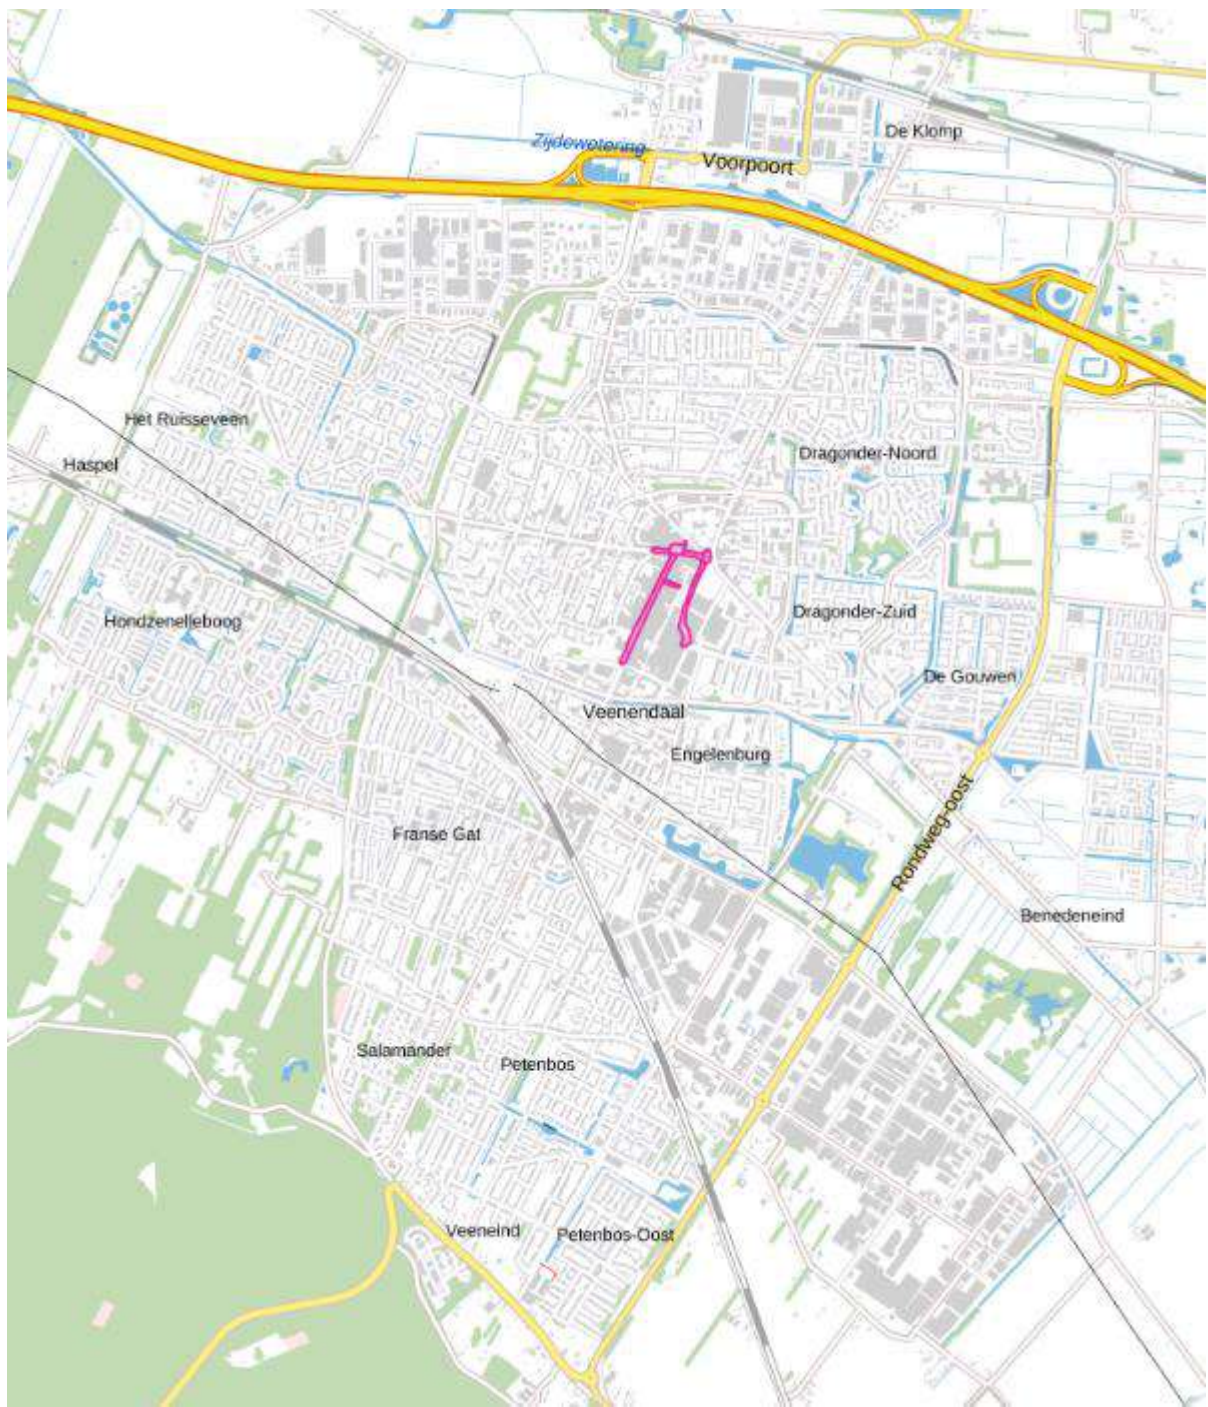 De Klomp
Zijdewetering
Voorpoort
Het Ruisseveen
Dragonder-Noord
Haspel
Dragonder-Zuid
Hondzenelleboog
De Gouwen
Veenendaal
Engelenburg
Franse Gat
Rondweg-oost
Benedeneind
Salamander
Petenbos
Veeneind
Petenbos-Oost